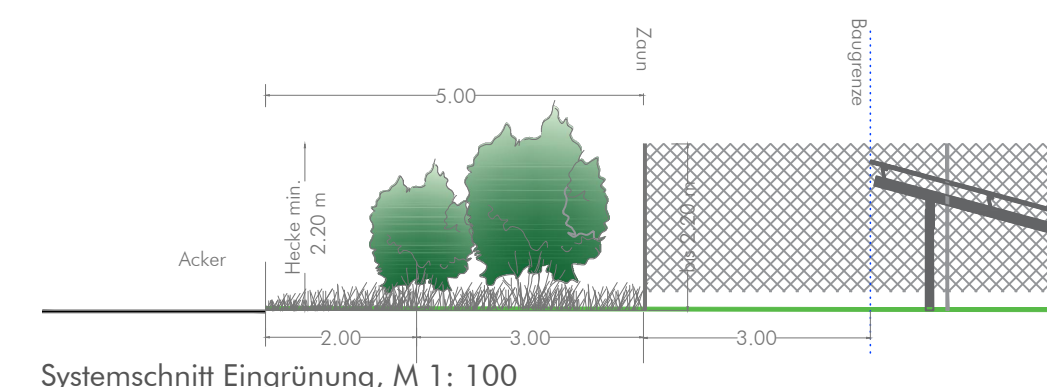 Zaun
Baugrenze
5.00
Hecke min.
2.20 m
bis 2.20 m
Acker
2.00
3.00
3.00
Systemschnitt Eingrünung, M 1: 100